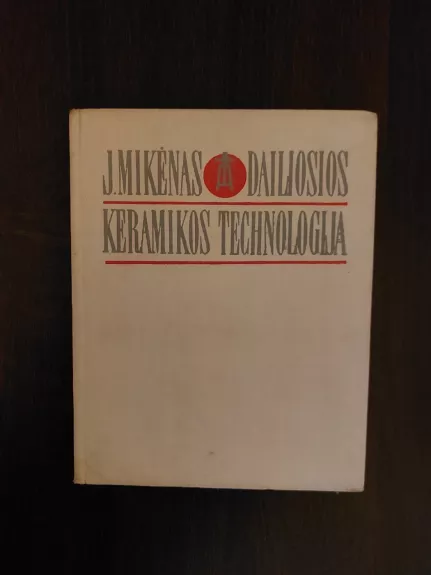 J.MIKĖNAS DAILIOSIOS
KERAMIKOS TECHNOLOGIJA